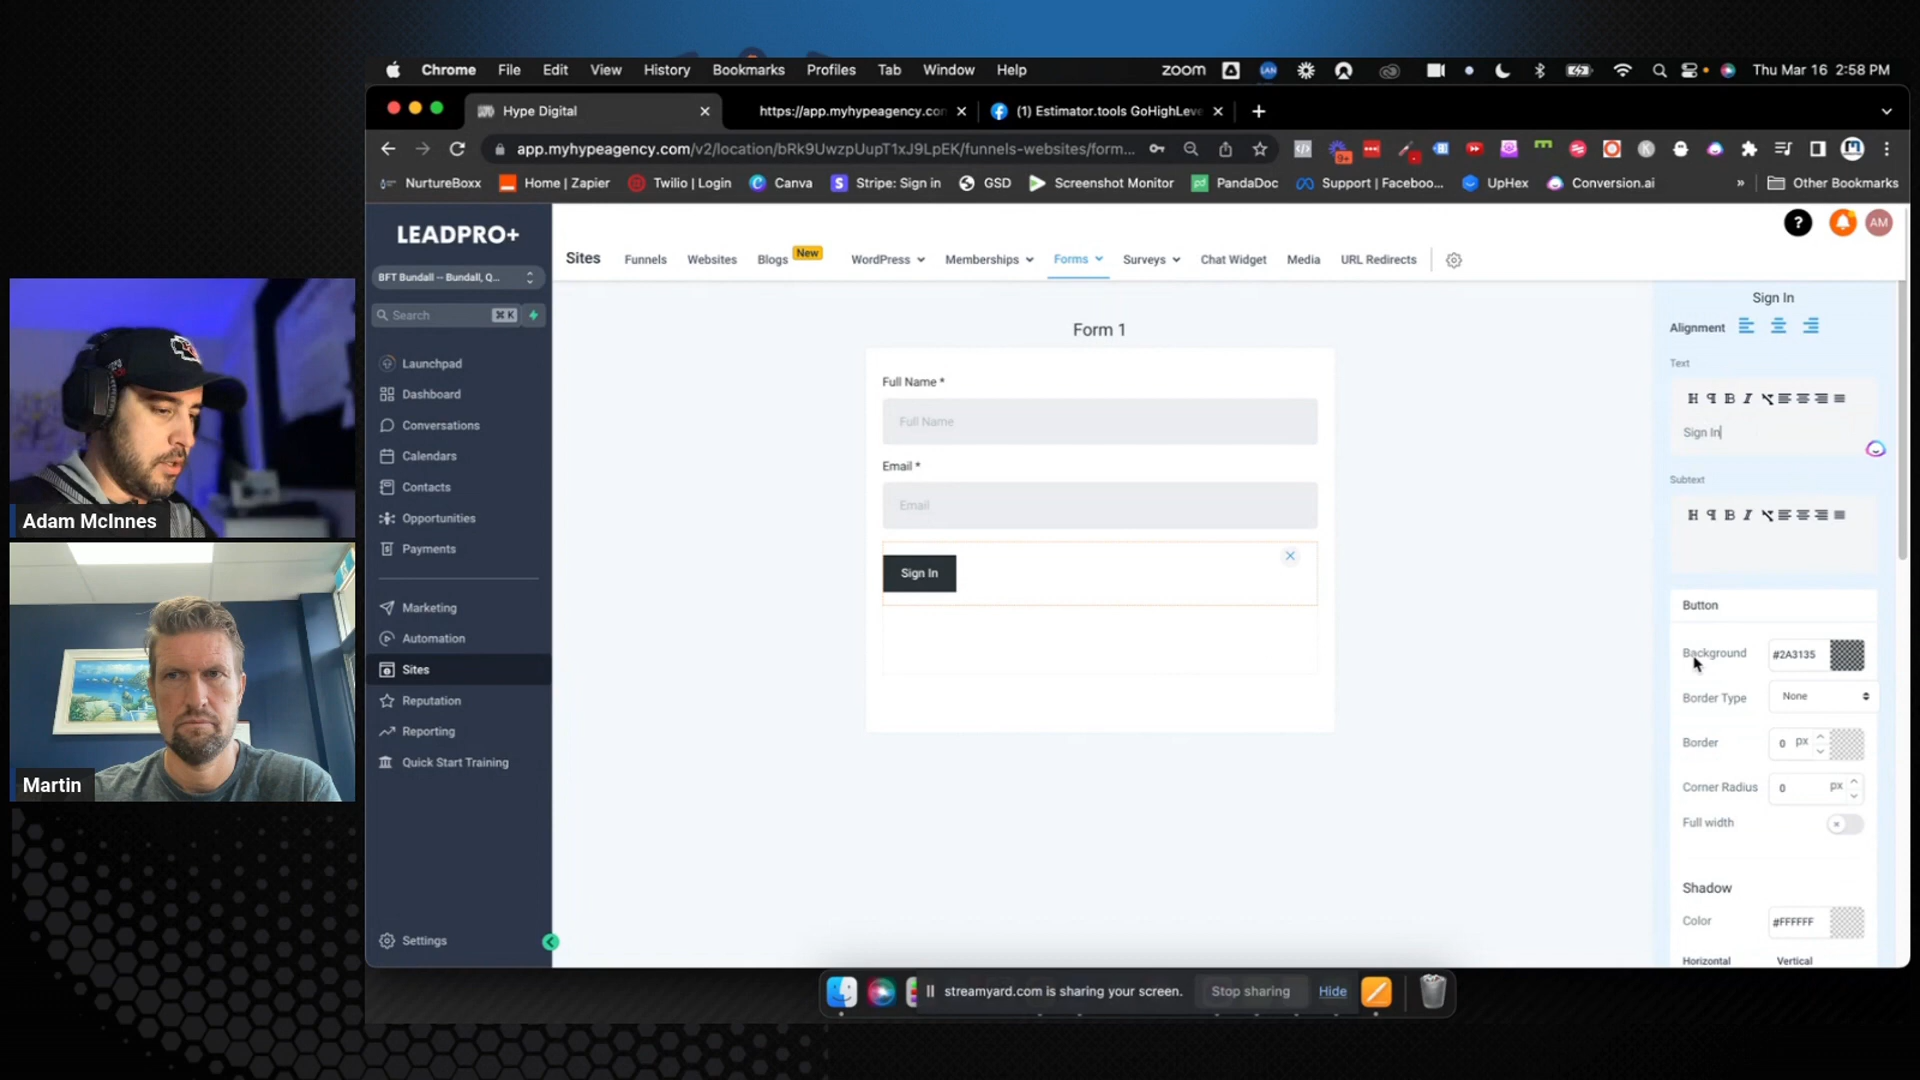 Chrome File Edit View History Bookmarks Profiles Tab Window Help zoom LAN Thu Mar 16 2:58 PM
Hype Digital https://app.myhypeagency.con (1) Estimator.tools GoHighLeve
app.myhypeagency.com/v2/location/bRk9UwzpUupT1xJ9LpEK/funnels-websites/form... 9+
NurtureBoxx Home | Zapier Twilio | Login Canva Stripe: Sign in GSD Screenshot Monitor PandaDoc Support | Faceboo... UpHex Conversion.ai » Other Bookmarks
LEADPRO+
? AM
Sites Funnels Websites Blogs New WordPress Memberships Forms Surveys Chat Widget Media URL Redirects
BFT Bundall -- Bundall, Q...
Search ⌘ K
Launchpad
Dashboard
Conversations
Calendars
Contacts
Opportunities
Payments
Marketing
Automation
Sites
Reputation
Reporting
Quick Start Training
Settings
Form 1
Full Name *
Full Name
Email *
Email
Sign In
Sign In
Alignment
Text
H ¶ B I
Sign In
Subtext
H ¶ B I
Button
Background #2A3135
Border Type None
Border 0 px
Corner Radius 0 px
Full width
Shadow
Color #FFFFFF
Horizontal Vertical
Adam McInnes
Martin
streamyard.com is sharing your screen. Stop sharing Hide